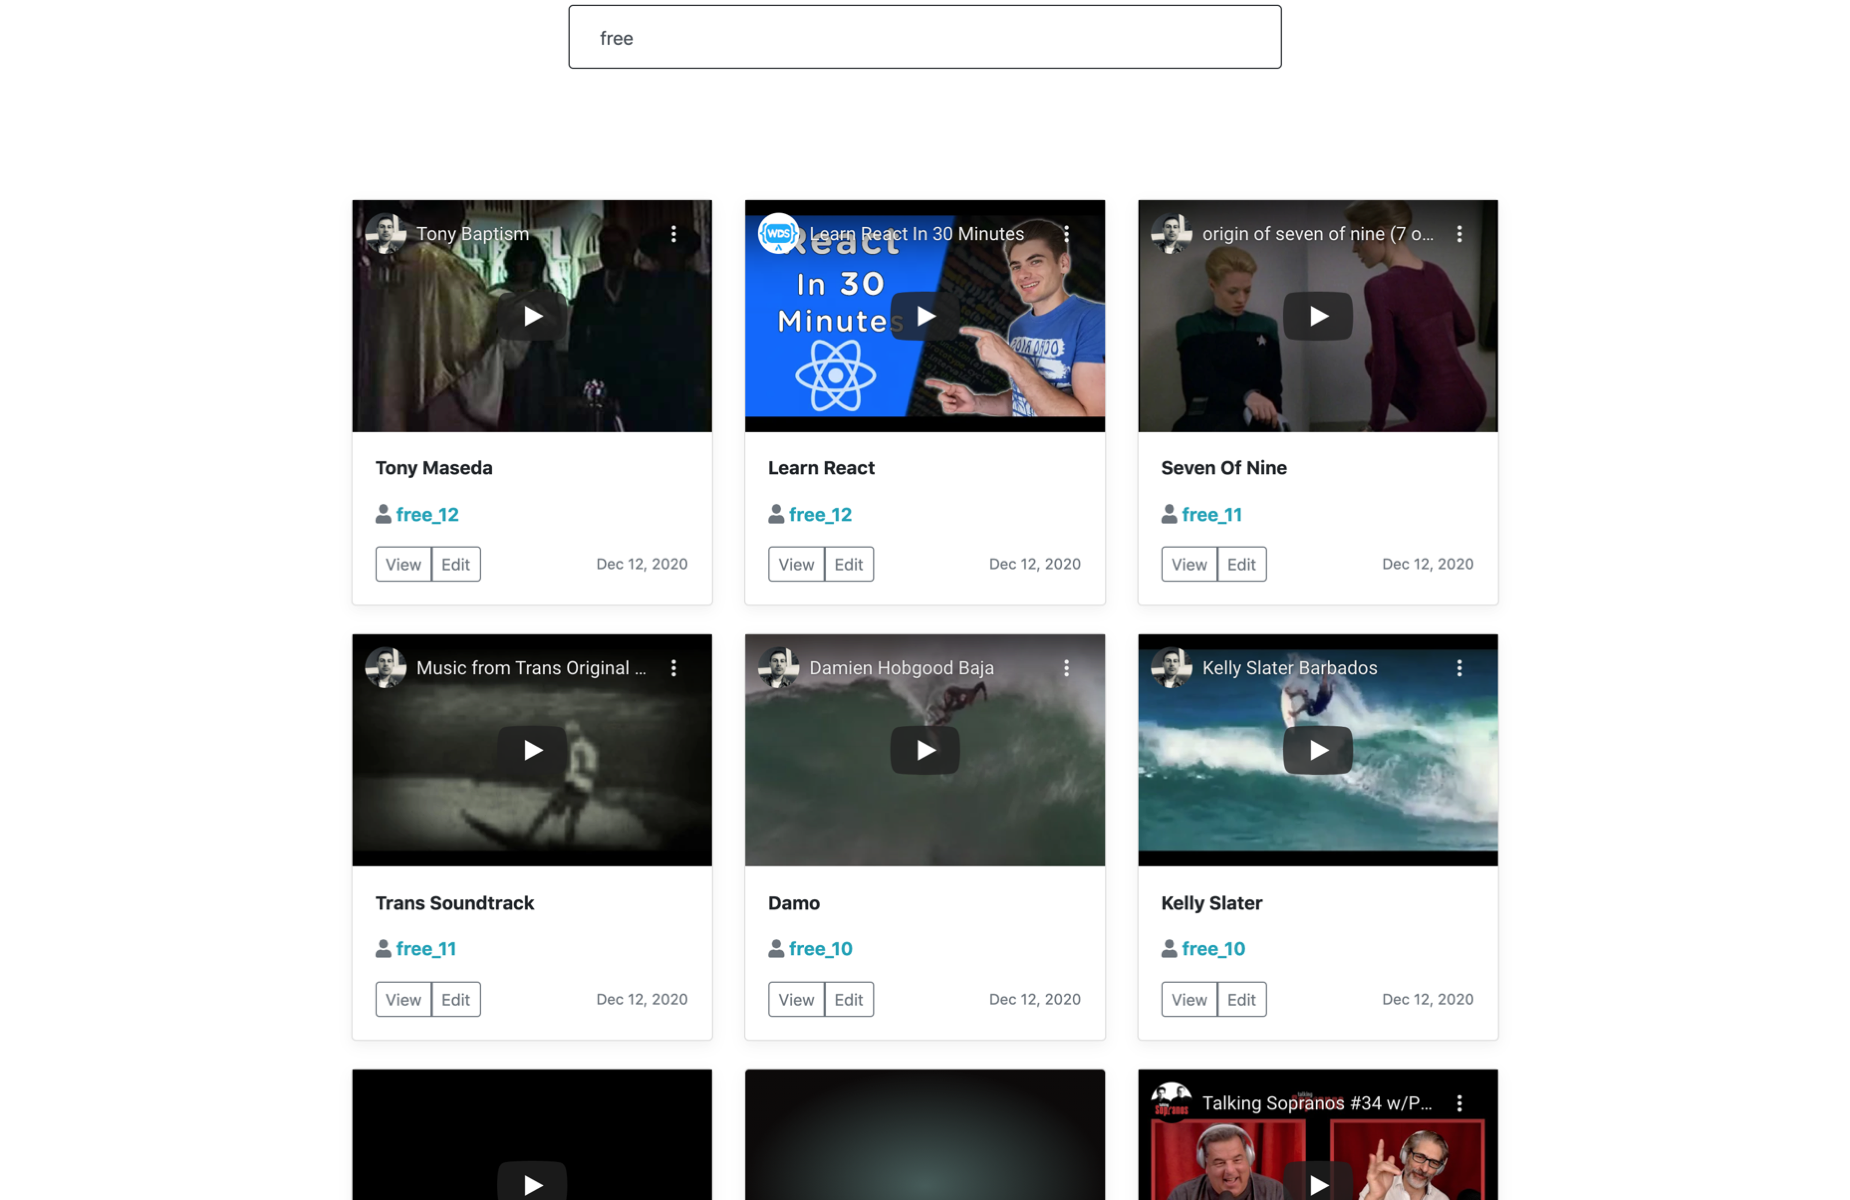 free
Tony Baptism
Learn React In 30 Minutes
origin of seven of nine (7 o...
WDS
React
In 30
Minutes
Tony Maseda
Learn React
Seven Of Nine
free_12
free_12
free_11
View Edit Dec 12, 2020
View Edit Dec 12, 2020
View Edit Dec 12, 2020
Music from Trans Original ...
Damien Hobgood Baja
Kelly Slater Barbados
Trans Soundtrack
Damo
Kelly Slater
free_11
free_10
free_10
View Edit Dec 12, 2020
View Edit Dec 12, 2020
View Edit Dec 12, 2020
Talking Sopranos #34 w/P...